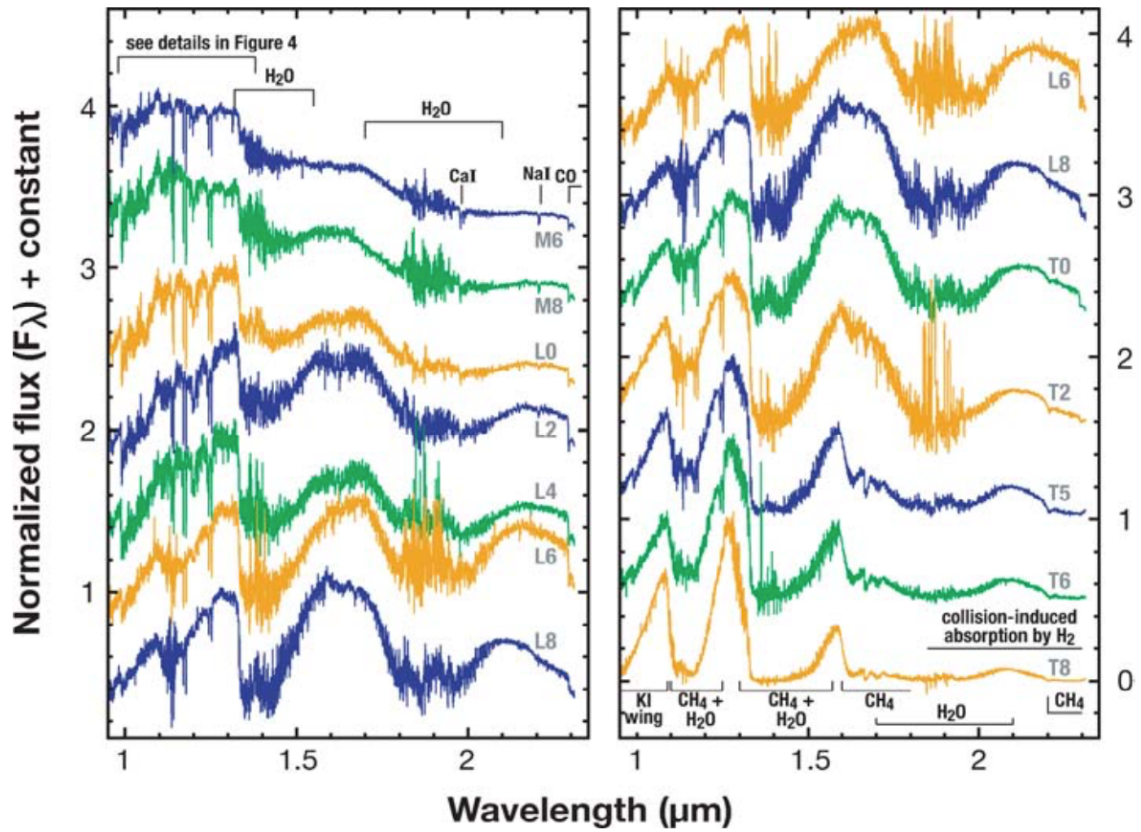 Normalized flux (Fλ) + constant
see details in Figure 4
H₂O
H₂O
CaI
NaI
CO
M6
M8
L0
L2
L4
L6
L8
4
3
2
1
1
1.5
2
L6
L8
T0
T2
T5
T6
collision-induced
absorption by H₂
T8
KI
wing
CH₄ +
H₂O
CH₄ +
H₂O
CH₄
H₂O
CH₄
4
3
2
1
0
1
1.5
2
Wavelength (μm)